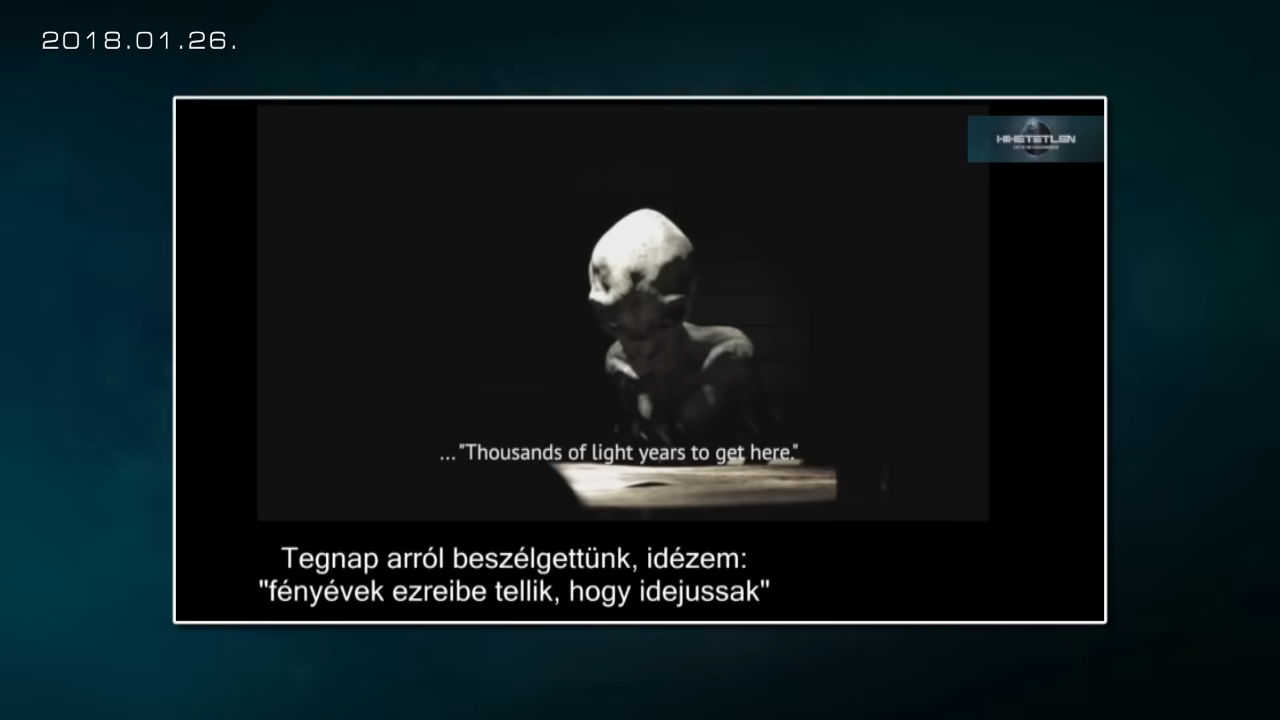 2018.01.26.
HIHETETLEN
..."Thousands of light years to get here."
Tegnap arról beszélgettünk, idézem:
"fényévek ezreibe tellik, hogy idejussak"